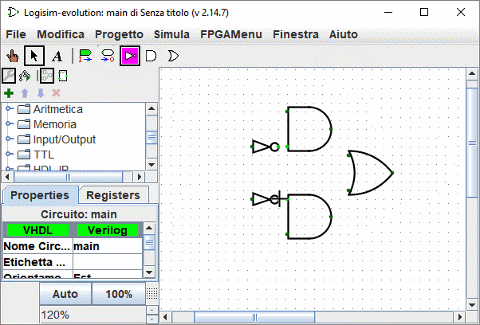 Logisim-evolution: main di Senza titolo (v 2.14.7)
File Modifica Progetto Simula FPGAMenu Finestra Aiuto
A
Aritmetica
Memoria
Input/Output
TTL
HDL-IP
Properties Registers
Circuito: main
VHDL Verilog
Nome Circ... main
Etichetta ...
Orientame... Est
Auto 100%
120%